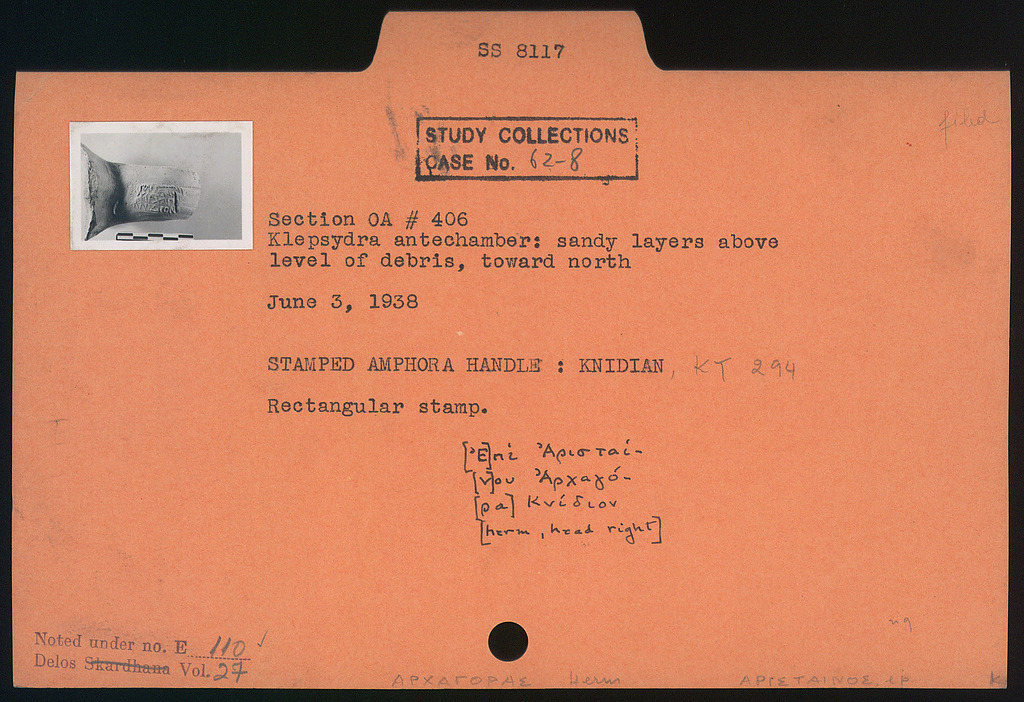 SS 8117
filed
STUDY COLLECTIONS
CASE No. 62-8
Section OA # 406
Klepsydra antechamber: sandy layers above
level of debris, toward north
June 3, 1938
STAMPED AMPHORA HANDLE : KNIDIAN, KT 294
Rectangular stamp.
[Ἐ]πὶ Ἀρισταί-
[ν]ου Ἀρχαγό-
[ρα] Κνίδιον
[herm, head right]
ng
Noted under no. E 110 ✓
Delos Skardhana Vol. 27
ΑΡΧΑΓΟΡΑΣ Herm ΑΡΙΣΤΑΙΝΟΣ, ep K